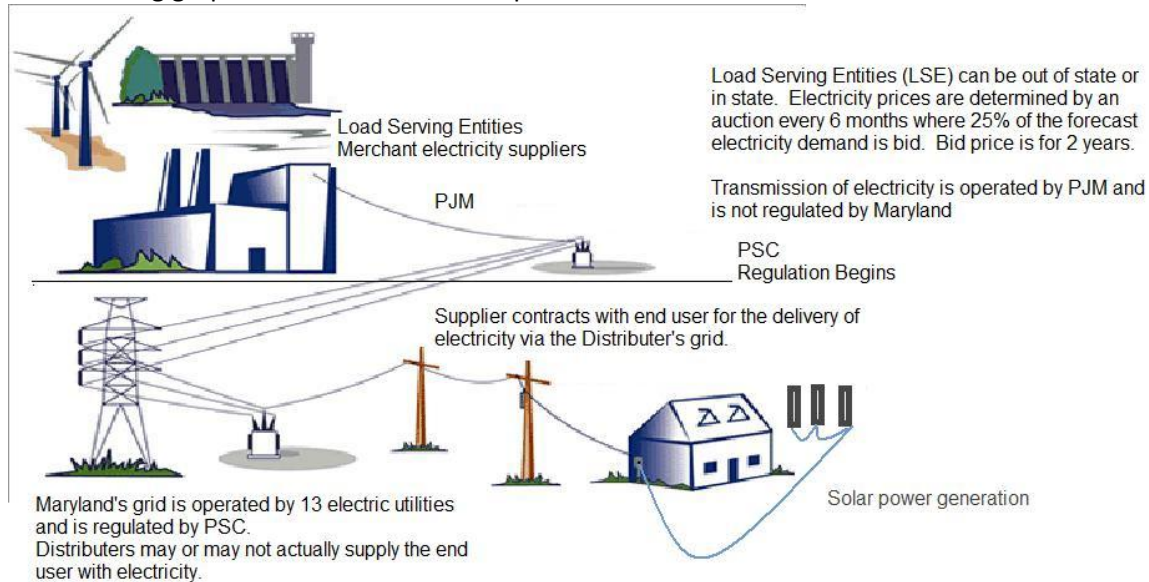 Load Serving Entities (LSE) can be out of state or
in state. Electricity prices are determined by an
auction every 6 months where 25% of the forecast
electricity demand is bid. Bid price is for 2 years.
Load Serving Entities
Merchant electricity suppliers
Transmission of electricity is operated by PJM and
is not regulated by Maryland
PJM
PSC
Regulation Begins
Supplier contracts with end user for the delivery of
electricity via the Distributer's grid.
Solar power generation
Maryland's grid is operated by 13 electric utilities
and is regulated by PSC.
Distributers may or may not actually supply the end
user with electricity.